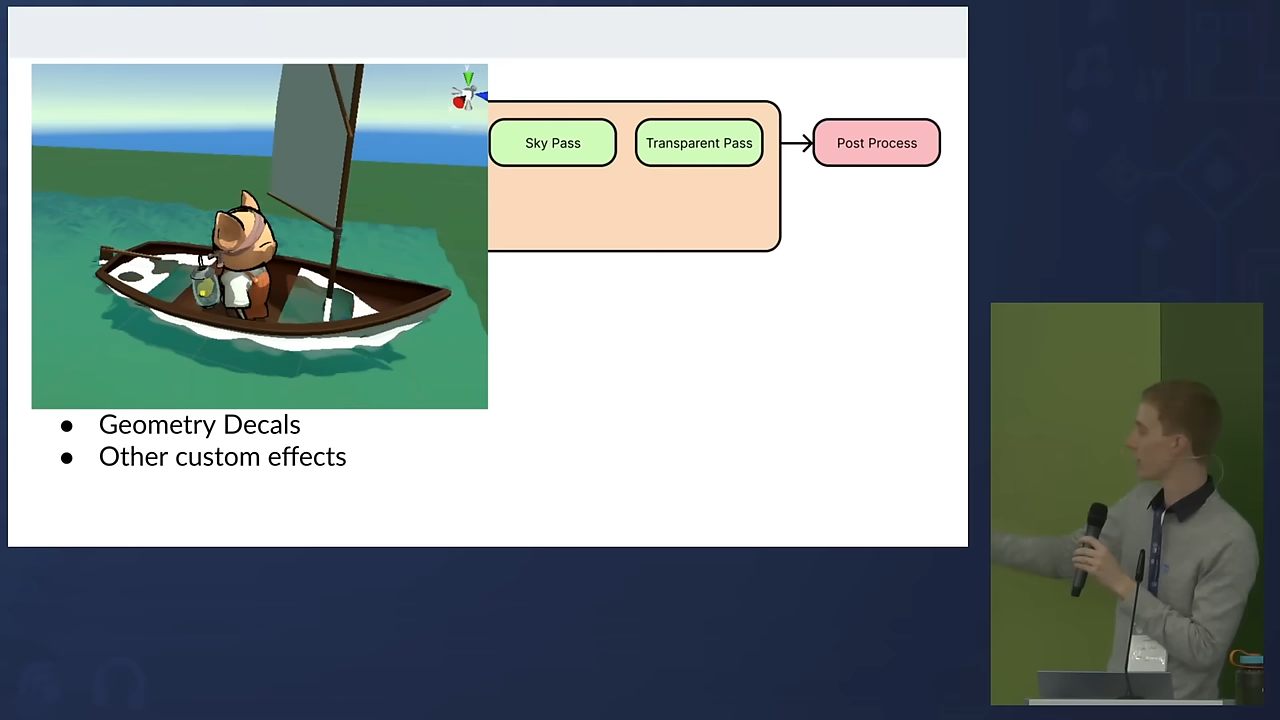 Sky Pass
Transparent Pass
Post Process
● Geometry Decals
● Other custom effects